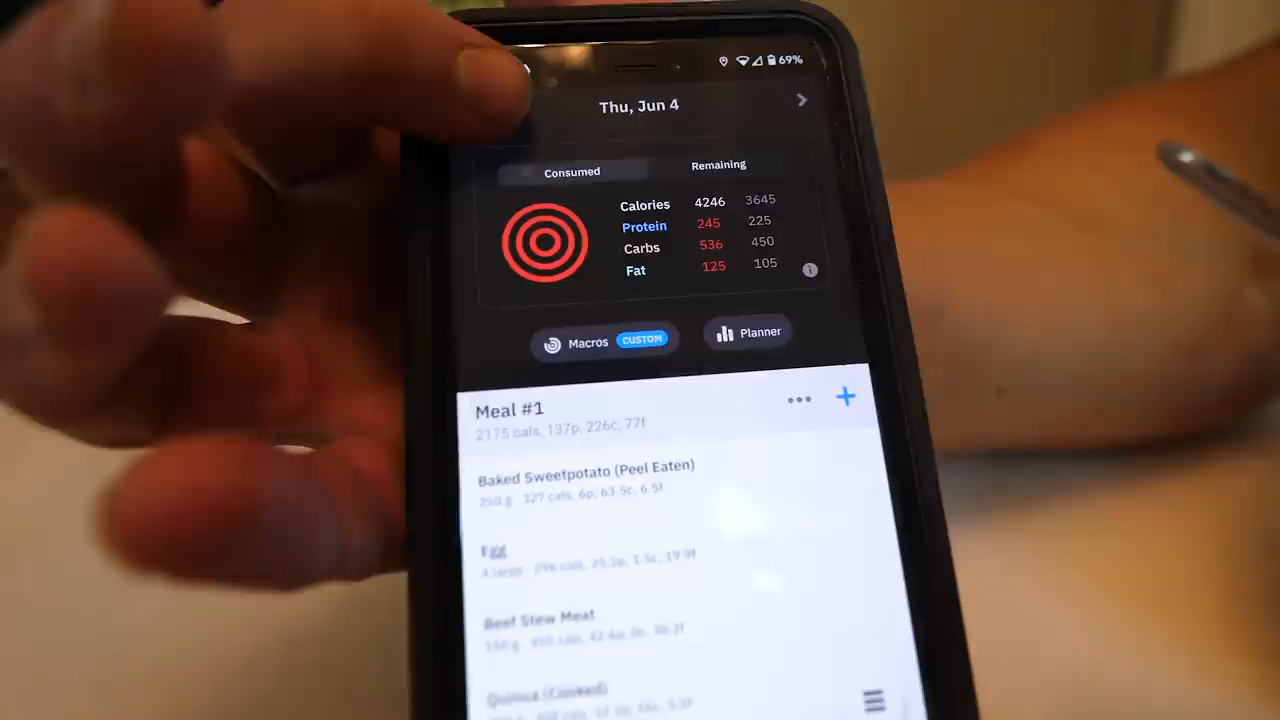 69%
Thu, Jun 4
Consumed Remaining
Calories 4246 3645
Protein 245 225
Carbs 536 450
Fat 125 105
Macros CUSTOM Planner
Meal #1
2175 cals, 137p, 226c, 77f
Baked Sweetpotato (Peel Eaten)
250 g 327 cals, 6p, 63.5c, 6.5f
Egg
4 large
Beef Stew Meat
Quinoa (Cooked)